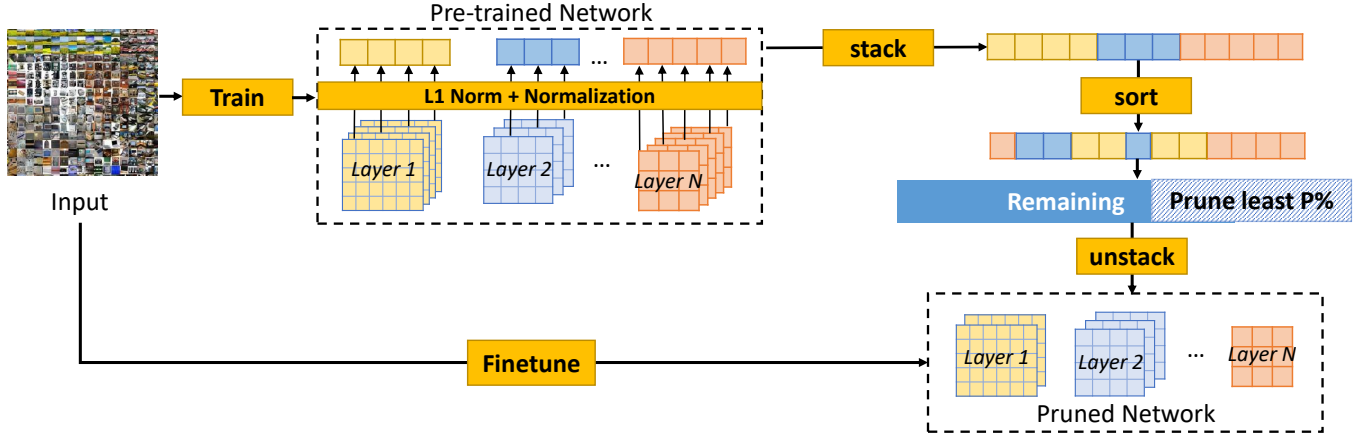 Pre-trained Network
...
stack
Train
L1 Norm + Normalization
sort
Layer 1
Layer 2
...
Layer N
Input
Remaining
Prune least P%
unstack
Finetune
Layer 1
Layer 2
...
Layer N
Pruned Network